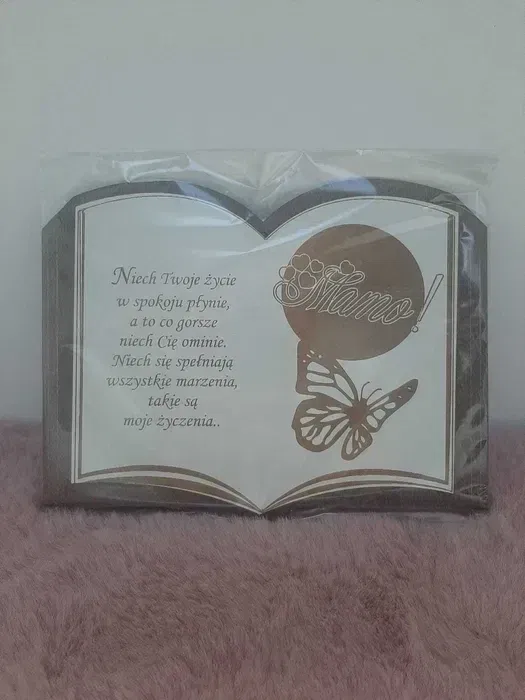 Niech Twoje życie
w spokoju płynie,
a to co gorsze
niech Cię ominie.
Niech się spełniają
wszystkie marzenia,
takie są
moje życzenia..
Mamo!